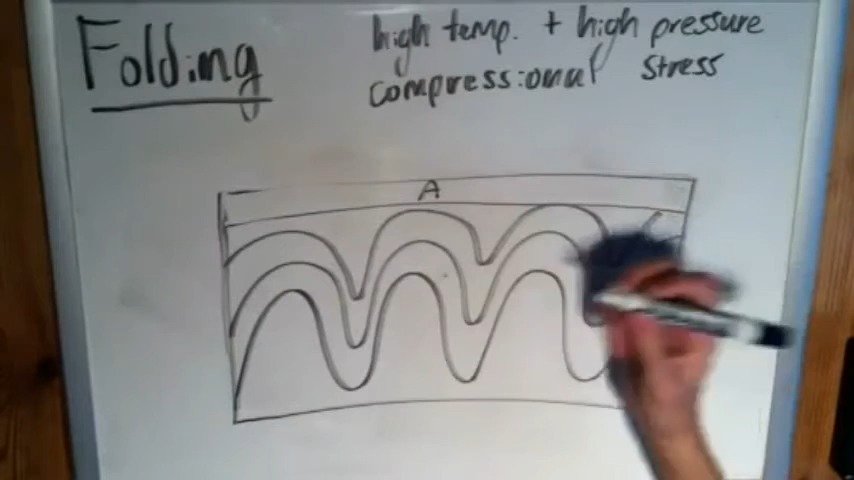 Folding
high temp. + high pressure
compressional stress
A